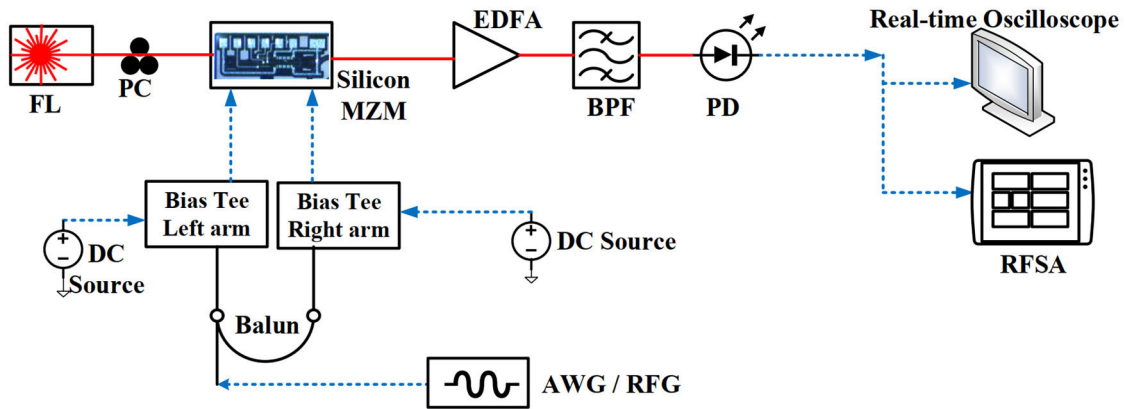 EDFA
Real-time Oscilloscope
FL
PC
Silicon
MZM
BPF
PD
Bias Tee
Left arm
Bias Tee
Right arm
DC
Source
DC Source
RFSA
Balun
AWG / RFG